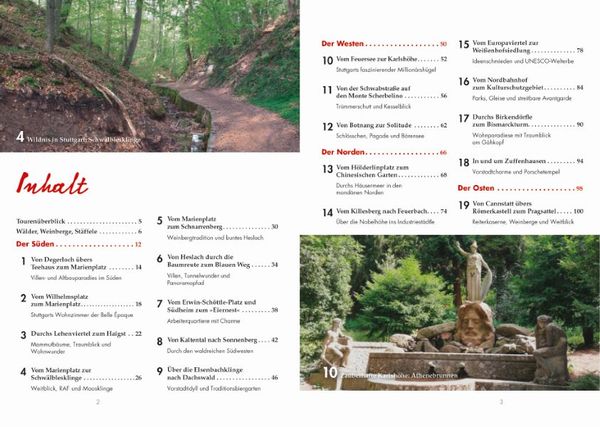 4 Wildnis in Stuttgart: Schwälblesklinge
Inhalt
Tourenüberblick 5
Wälder, Weinberge, Stäffele 6
Der Süden 12
1 Von Degerloch übers
Teehaus zum Marienplatz 14
Villen- und Altbauparadies im Süden
2 Vom Wilhelmsplatz
zum Marienplatz 18
Stuttgarts Wohnzimmer der Belle Époque
3 Durchs Lehenviertel zum Haigst 22
Mammutbäume, Traumblick und
Wohnwunder
4 Vom Marienplatz zur
Schwälblesklinge 26
Weitblick, RAF und Moosklinge
5 Vom Marienplatz
zum Schnarrenberg 30
Weinbergtradition und buntes Heslach
6 Von Heslach durch die
Baumreute zum Blauen Weg 34
Villen, Tunnelwunder und
Panoramapfad
7 Vom Erwin-Schöttle-Platz und
Südheim zum »Eiernest« 38
Arbeiterquartiere mit Charme
8 Von Kaltental nach Sonnenberg 42
Durch den waldreichen Südwesten
9 Über die Elsenbachklinge
nach Dachswald 46
Vorstadtidyll und Traditionsbiergarten
2
Der Westen 50
10 Vom Feuersee zur Karlshöhe 52
Stuttgarts faszinierender Millionärshügel
11 Von der Schwabstraße auf
den Monte Scherbelino 56
Trümmerschutt und Kesselblick
12 Von Botnang zur Solitude 62
Schlösschen, Pagode und Bärensee
Der Norden 66
13 Vom Hölderlinplatz zum
Chinesischen Garten 68
Durchs Häusermeer in den
mondänen Norden
14 Vom Killesberg nach Feuerbach 74
Über die Nobelhöhe ins Industriestädtle
15 Vom Europaviertel zur
Weißenhofsiedlung 78
Ideenschmieden und UNESCO-Welterbe
16 Vom Nordbahnhof
zum Kulturschutzgebiet 84
Parks, Gleise und streitbare Avantgarde
17 Durchs Birkendörfle
zum Bismarckturm 90
Wohnparadiese mit Traumblick
am Gähkopf
18 In und um Zuffenhausen 94
Vorstadtcharme und Porschetempel
Der Osten 98
19 Von Cannstatt übers
Römerkastell zum Pragsattel 100
Reiterkaserne, Weinberge und Weitblick
10 Zauberhafte Karlshöhe: Athenebrunnen
3